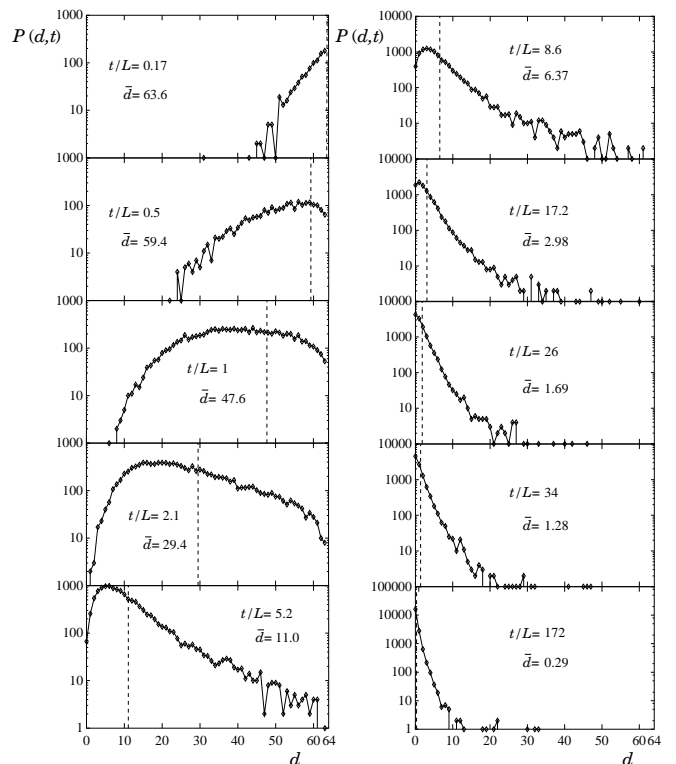 P (d,t)
1000
100
10
t/L= 0.17
d̄= 63.6
1000
100
10
t/L= 0.5
d̄= 59.4
1000
100
10
t/L= 1
d̄= 47.6
1000
100
10
t/L= 2.1
d̄= 29.4
1000
100
10
1
t/L= 5.2
d̄= 11.0
0 10 20 30 40 50 60 64
d
P (d,t)
10000
1000
100
10
t/L= 8.6
d̄= 6.37
10000
1000
100
10
t/L= 17.2
d̄= 2.98
10000
1000
100
10
t/L= 26
d̄= 1.69
10000
1000
100
10
t/L= 34
d̄= 1.28
100000
10000
1000
100
10
1
t/L= 172
d̄= 0.29
0 10 20 30 40 50 60 64
d